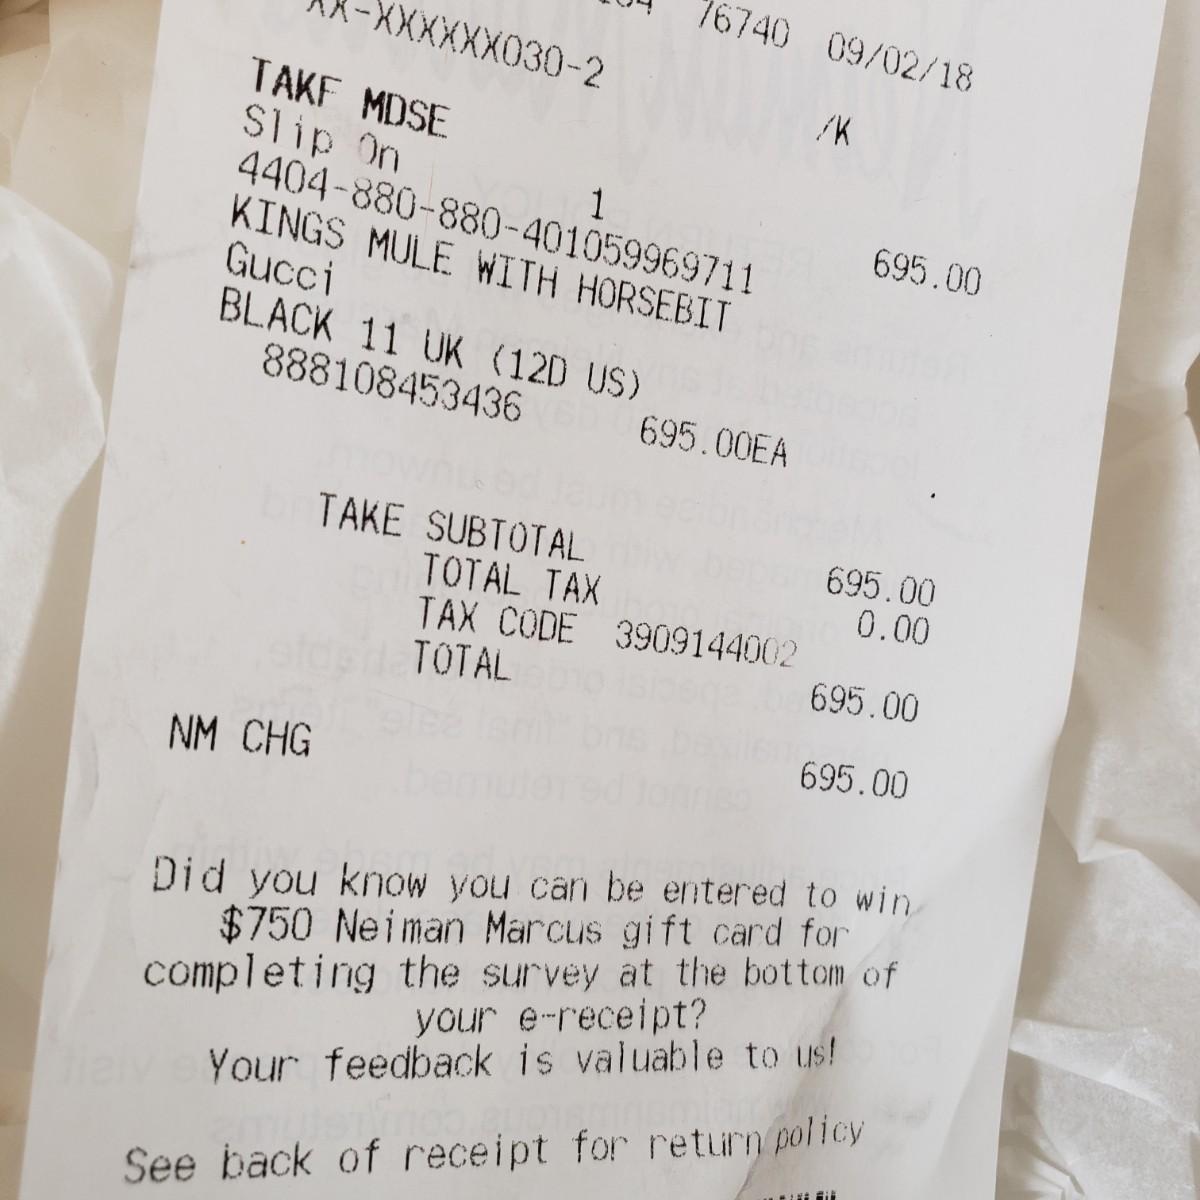 76740 09/02/18
XX-XXXXXX030-2
/K
TAKE MDSE
Slip On
1
4404-880-880-401059969711 695.00
KINGS MULE WITH HORSEBIT
Gucci
BLACK 11 UK (12D US)
888108453436 695.00EA
TAKE SUBTOTAL 695.00
TOTAL TAX 0.00
TAX CODE 3909144002
TOTAL 695.00
NM CHG 695.00
Did you know you can be entered to win
$750 Neiman Marcus gift card for
completing the survey at the bottom of
your e-receipt?
Your feedback is valuable to us!
See back of receipt for return policy